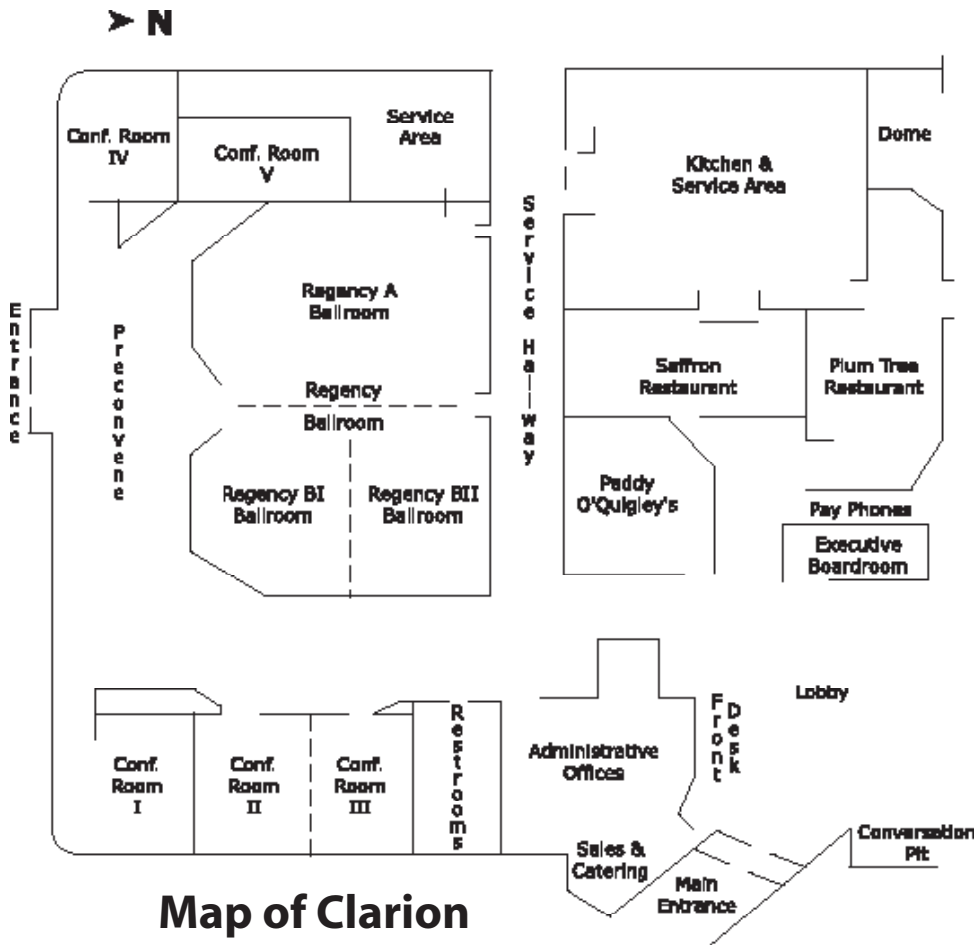 N
Conf. Room
IV
Conf. Room
V
Service
Area
Kitchen &
Service Area
Dome
Service Hallway
Entrance
Preconvene
Regency A
Ballroom
Regency
Ballroom
Regency BI
Ballroom
Regency BII
Ballroom
Saffron
Restaurant
Plum Tree
Restaurant
Paddy
O'Quigley's
Pay Phones
Executive
Boardroom
Lobby
Front
Desk
Restrooms
Administrative
Offices
Conf.
Room
I
Conf.
Room
II
Conf.
Room
III
Sales &
Catering
Main
Entrance
Conversation
Pit
Map of Clarion